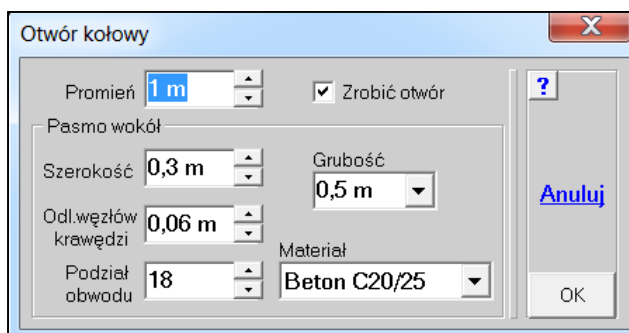 Otwór kołowy
Promień 1 m Zrobić otwór ?
Pasmo wokół
Szerokość 0,3 m
Grubość
0,5 m
Anuluj
Odl.węzłów
krawędzi 0,06 m
Podział
obwodu 18
Materiał
Beton C20/25
OK